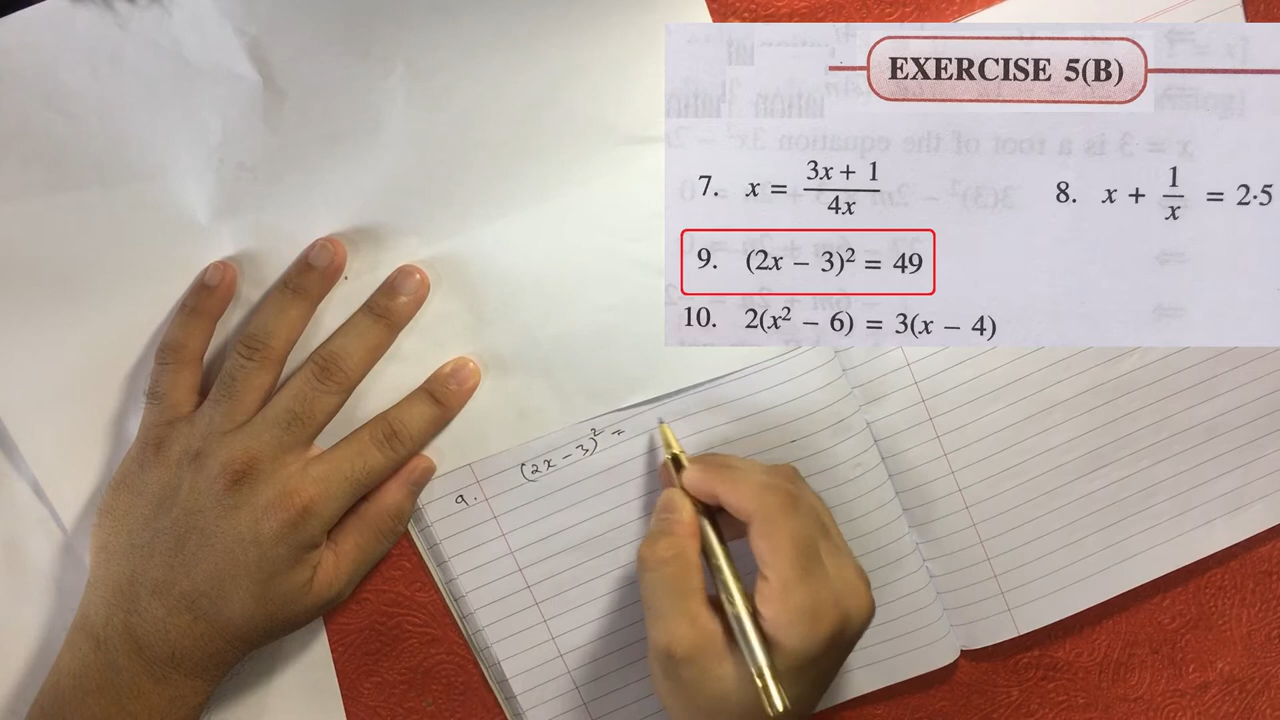 EXERCISE 5(B)
7. x = (3x + 1)/(4x)
8. x + 1/x = 2·5
9. (2x – 3)² = 49
10. 2(x² – 6) = 3(x – 4)
9. (2x – 3)² =